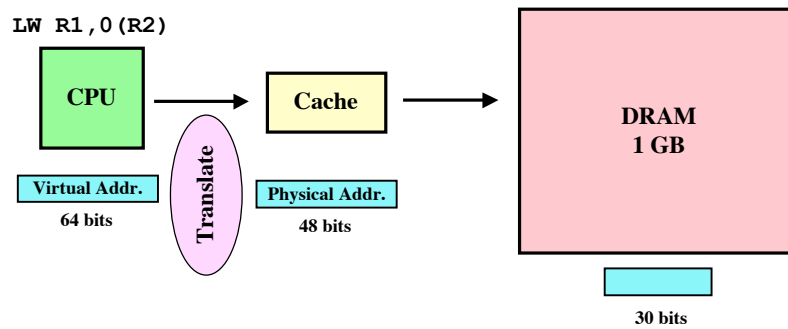 LW R1,0(R2)
CPU
Cache
DRAM
1 GB
Translate
Virtual Addr.
Physical Addr.
64 bits
48 bits
30 bits